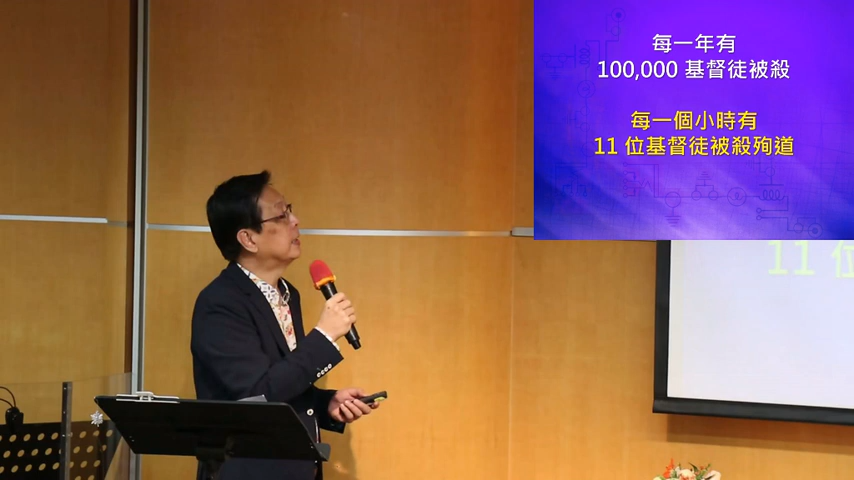 每一年有
100,000 基督徒被殺
每一個小時有
11 位基督徒被殺殉道
11 位